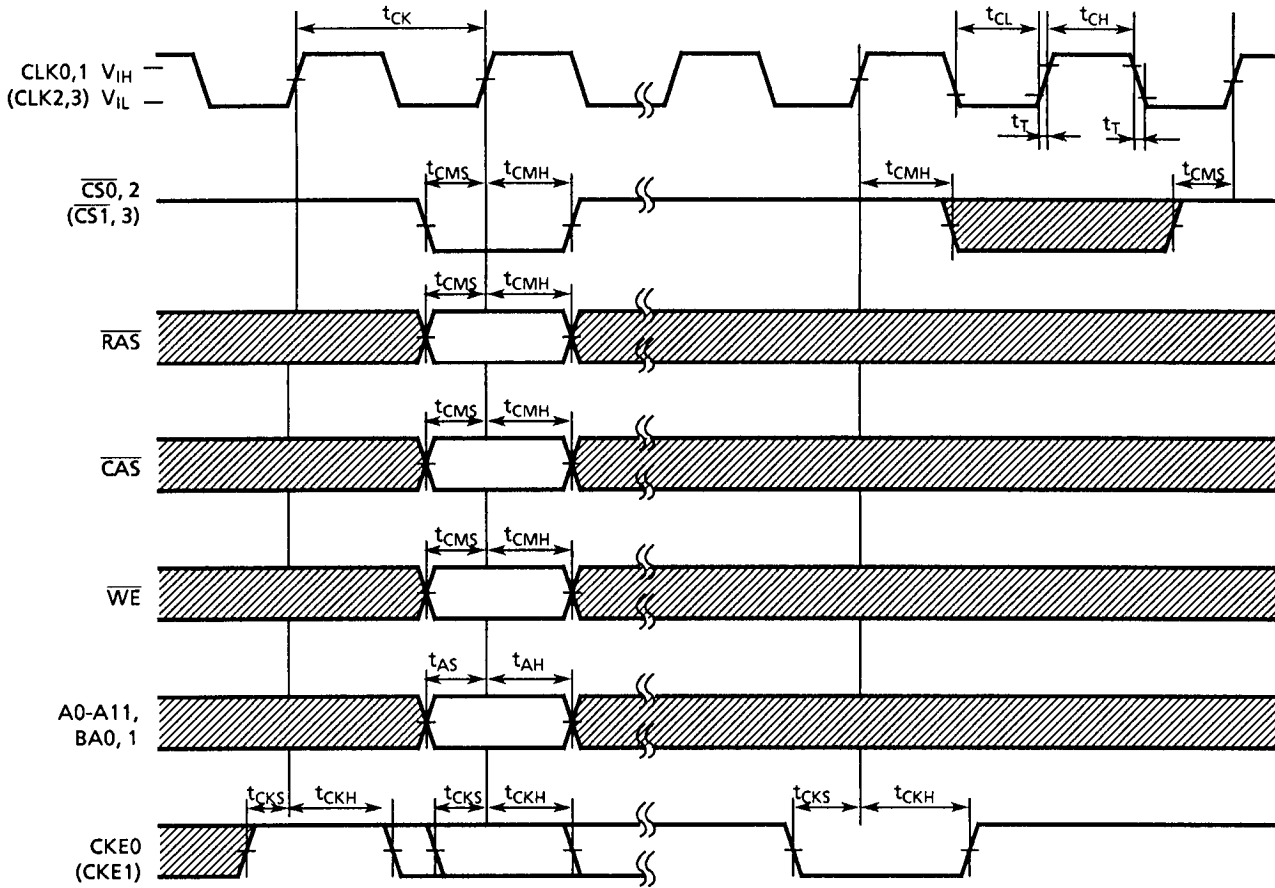 tCK tCL tCH
CLK0,1 VIH
(CLK2,3) VIL
tT tT
tCMS tCMH tCMH tCMS
CS0, 2
(CS1, 3)
tCMS tCMH
RAS
tCMS tCMH
CAS
tCMS tCMH
WE
tAS tAH
A0-A11,
BA0, 1
tCKS tCKH tCKS tCKH tCKS tCKH
CKE0
(CKE1)